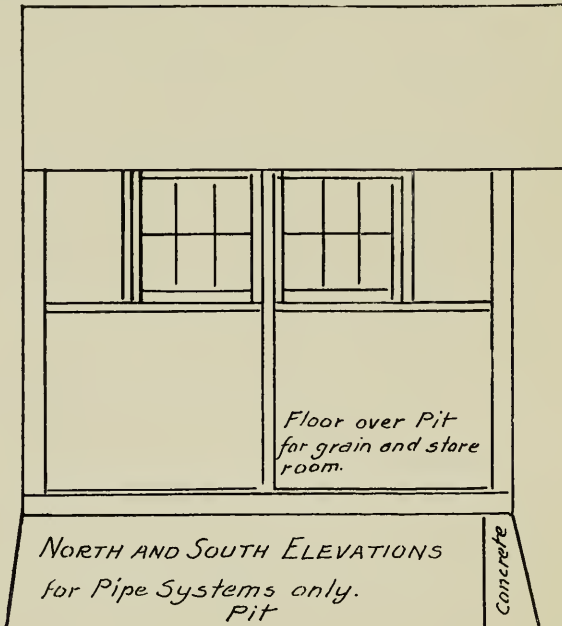 Floor over Pit
for grain and store
room.
NORTH AND SOUTH ELEVATIONS
for Pipe Systems only.
Pit
Concrete